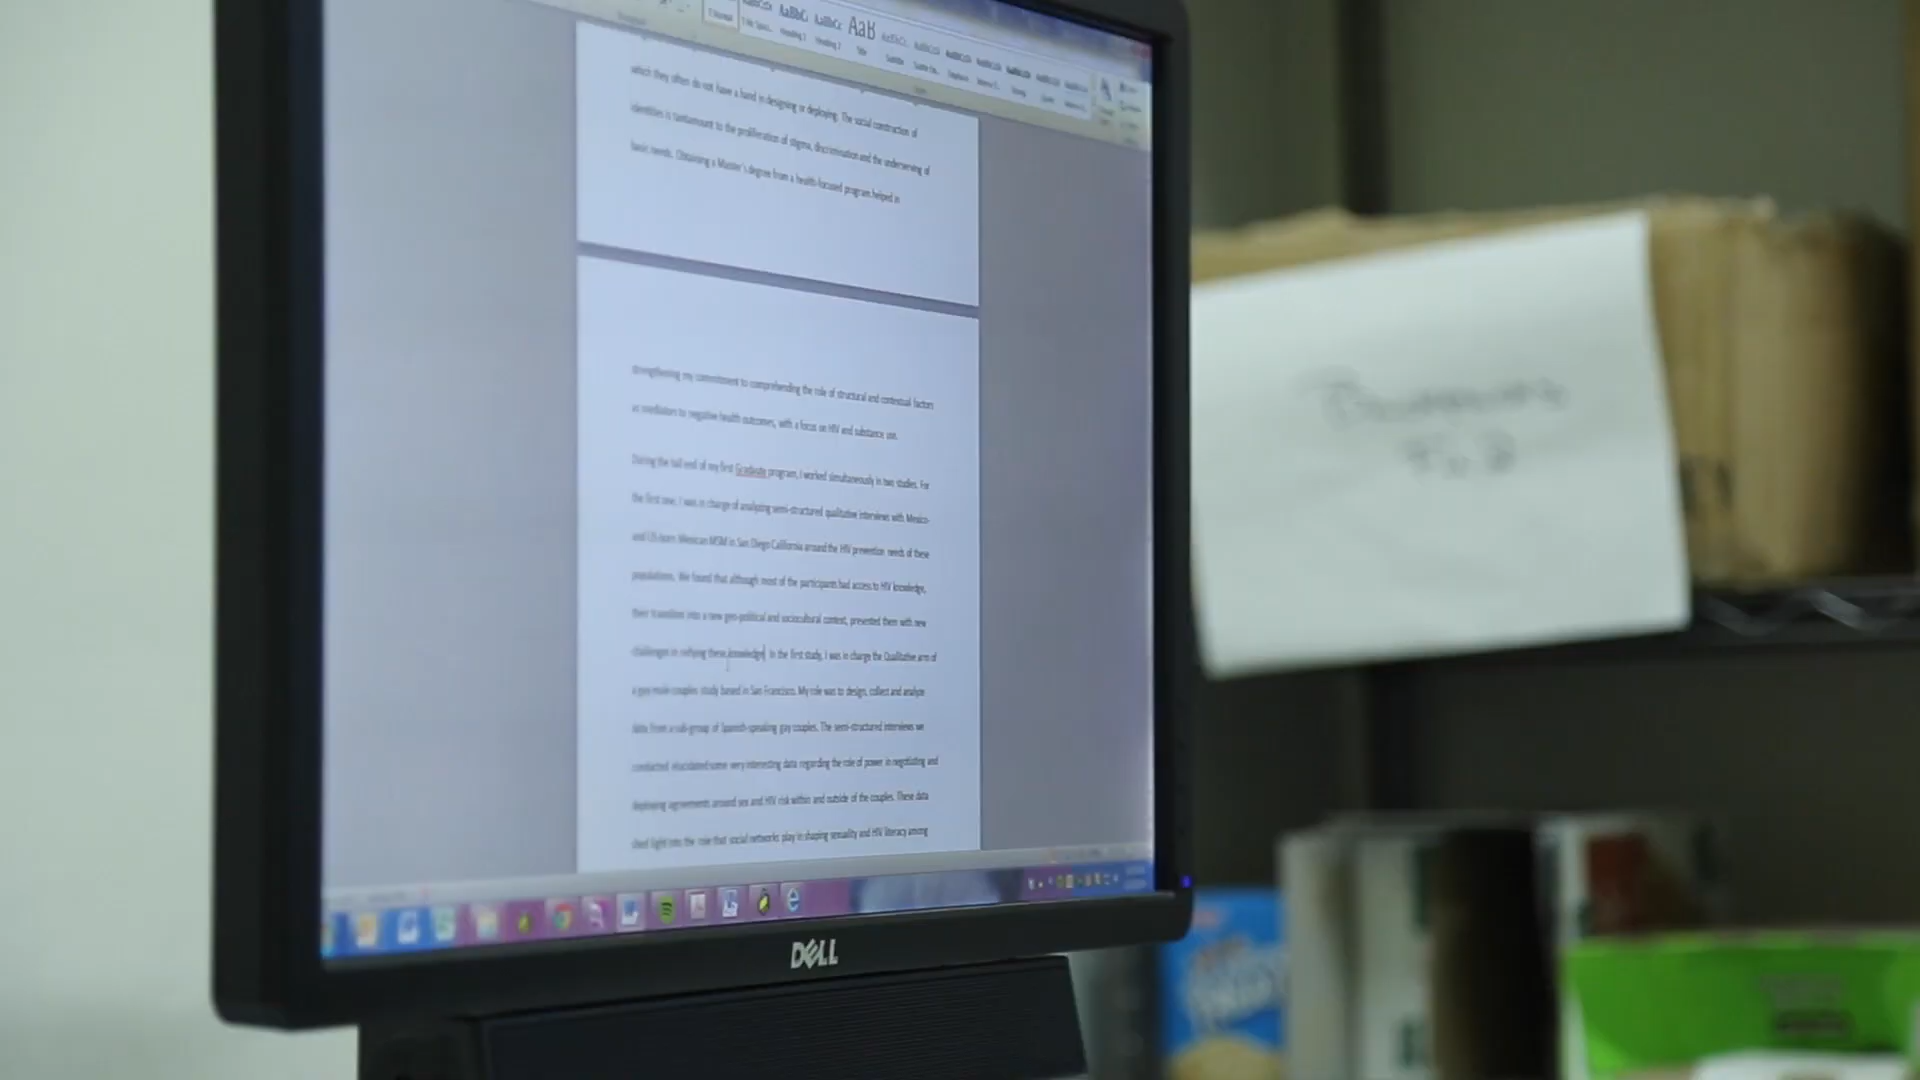 which they often do not have a hand in designing or deploying. The social construction of
identities is tantamount to the proliferation of stigma, discrimination and the underserving of
basic needs. Obtaining a Master's degree from a health-focused program helped in
strengthening my commitment to comprehending the role of structural and contextual factors
as mediators to negative health outcomes, with a focus on HIV and substance use.
During the tail end of my first Graduate program, I worked simultaneously in two studies. For
the first one, I was in charge of analyzing semi-structured qualitative interviews with Mexico-
and US-born Mexican MSM in San Diego California around the HIV prevention needs of these
populations. We found that although most of the participants had access to HIV knowledge,
their transition into a new geo-political and sociocultural context, presented them with new
challenges in reifying these knowledge. In the first study, I was in charge the Qualitative arm of
a gay male couples study based in San Francisco. My role was to design, collect and analyze
data from a sub-group of Spanish-speaking gay couples. The semi-structured interviews we
conducted elucidated some very interesting data regarding the role of power in negotiating and
deploying agreements around sex and HIV risk within and outside of the couples. These data
shed light into the role that social networks play in shaping sexuality and HIV literacy among
DELL